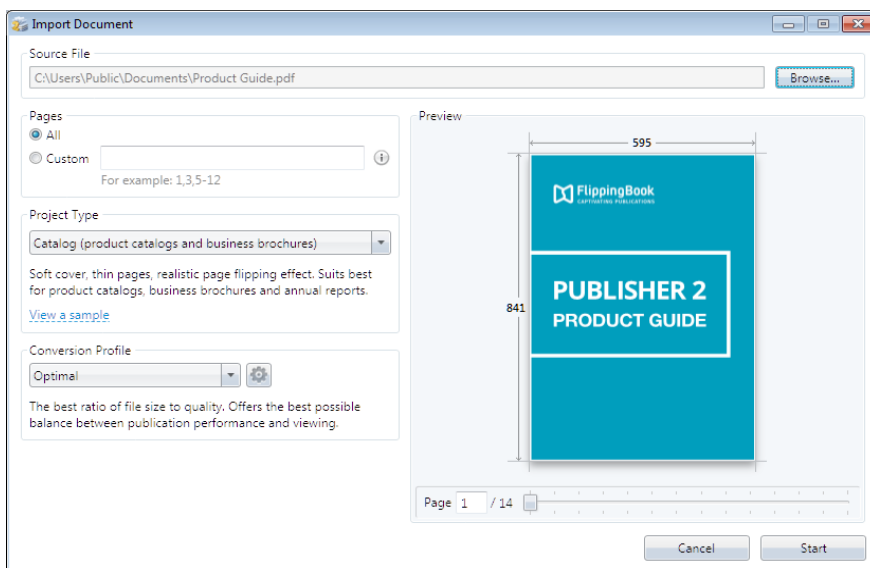 Import Document
Source File
C:\Users\Public\Documents\Product Guide.pdf
Browse...
Pages
All
Custom
For example: 1,3,5-12
Project Type
Catalog (product catalogs and business brochures)
Soft cover, thin pages, realistic page flipping effect. Suits best
for product catalogs, business brochures and annual reports.
View a sample
Conversion Profile
Optimal
The best ratio of file size to quality. Offers the best possible
balance between publication performance and viewing.
Preview
595
841
FlippingBook
CAPTIVATING PUBLICATIONS
PUBLISHER 2
PRODUCT GUIDE
Page 1 / 14
Cancel
Start